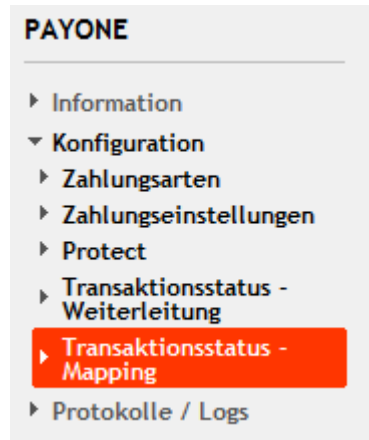 PAYONE
Information
Konfiguration
Zahlungsarten
Zahlungseinstellungen
Protect
Transaktionsstatus -
Weiterleitung
Transaktionsstatus -
Mapping
Protokolle / Logs